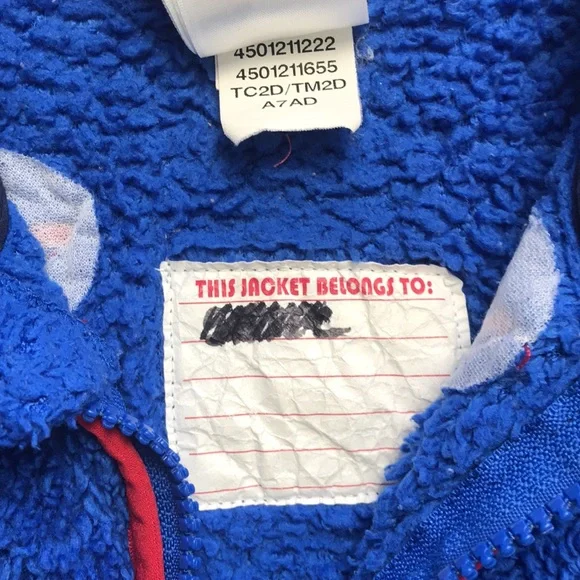 4501211222
4501211655
TC2D/TM2D
A7AD
THIS JACKET BELONGS TO: